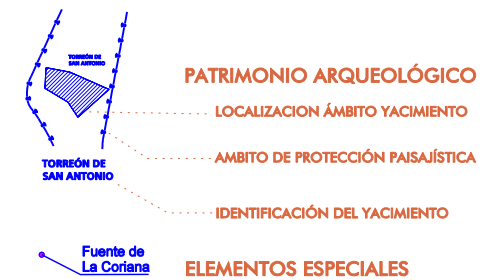 TORREÓN DE
SAN ANTONIO
PATRIMONIO ARQUEOLÓGICO
LOCALIZACION ÁMBITO YACIMIENTO
AMBITO DE PROTECCIÓN PAISAJÍSTICA
TORREÓN DE
SAN ANTONIO
IDENTIFICACIÓN DEL YACIMIENTO
Fuente de
La Coriana
ELEMENTOS ESPECIALES